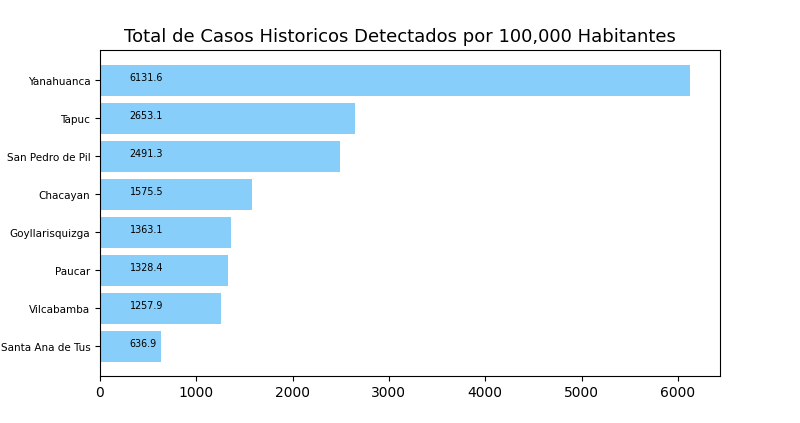 Total de Casos Historicos Detectados por 100,000 Habitantes
Yanahuanca 6131.6
Tapuc 2653.1
San Pedro de Pil 2491.3
Chacayan 1575.5
Goyllarisquizga 1363.1
Paucar 1328.4
Vilcabamba 1257.9
Santa Ana de Tus 636.9
0 1000 2000 3000 4000 5000 6000